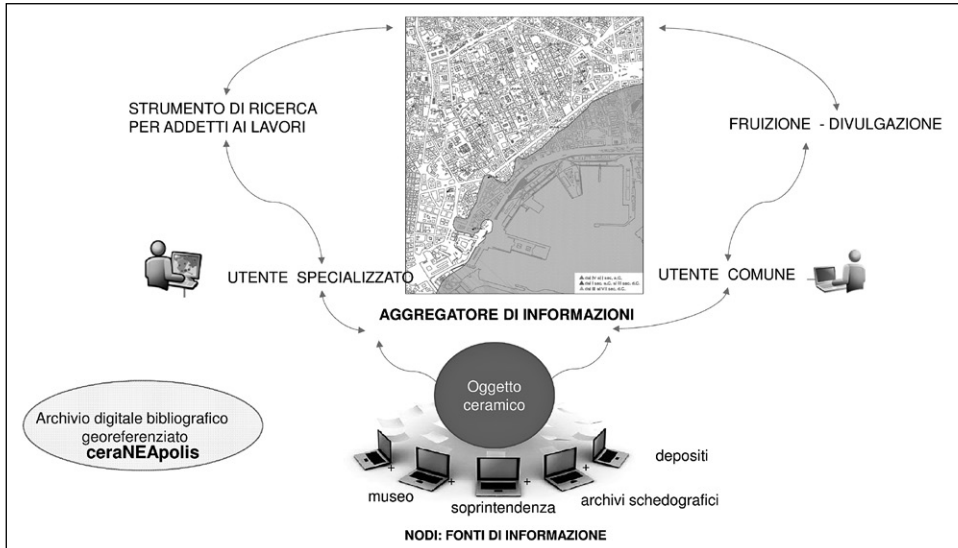 STRUMENTO DI RICERCA
PER ADDETTI AI LAVORI
FRUIZIONE - DIVULGAZIONE
UTENTE SPECIALIZZATO
UTENTE COMUNE
AGGREGATORE DI INFORMAZIONI
Oggetto
ceramico
Archivio digitale bibliografico
georeferenziato
ceraNEApolis
+ + + +
depositi
museo
soprintendenza
archivi schedografici
NODI: FONTI DI INFORMAZIONE